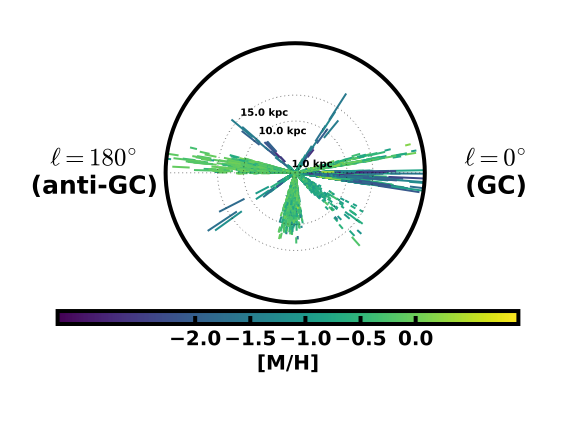 15.0 kpc
10.0 kpc
1.0 kpc
ℓ = 180°
(anti-GC)
ℓ = 0°
(GC)
−2.0 −1.5 −1.0 −0.5 0.0
[M/H]